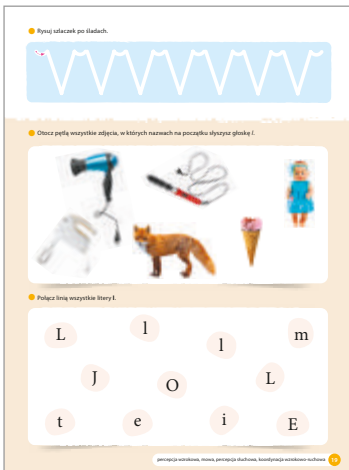 Rysuj szlaczek po śladach.
Otocz pętlą wszystkie zdjęcia, w których nazwach na początku słyszysz głoskę l.
Połącz linią wszystkie litery l.
L l l m
J O L
t e i E
percepcja wzrokowa, mowa, percepcja słuchowa, koordynacja wzrokowo-ruchowa 13